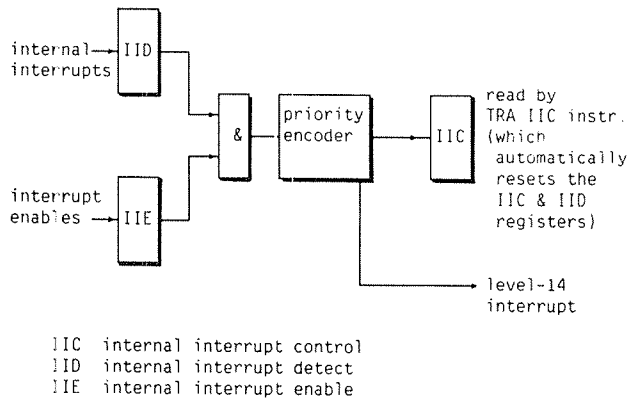 internal
interrupts
IID
interrupt
enables
IIE
&
priority
encoder
IIC
read by
TRA IIC instr.
(which
automatically
resets the
IIC & IID
registers)
level-14
interrupt
IIC internal interrupt control
IID internal interrupt detect
IIE internal interrupt enable